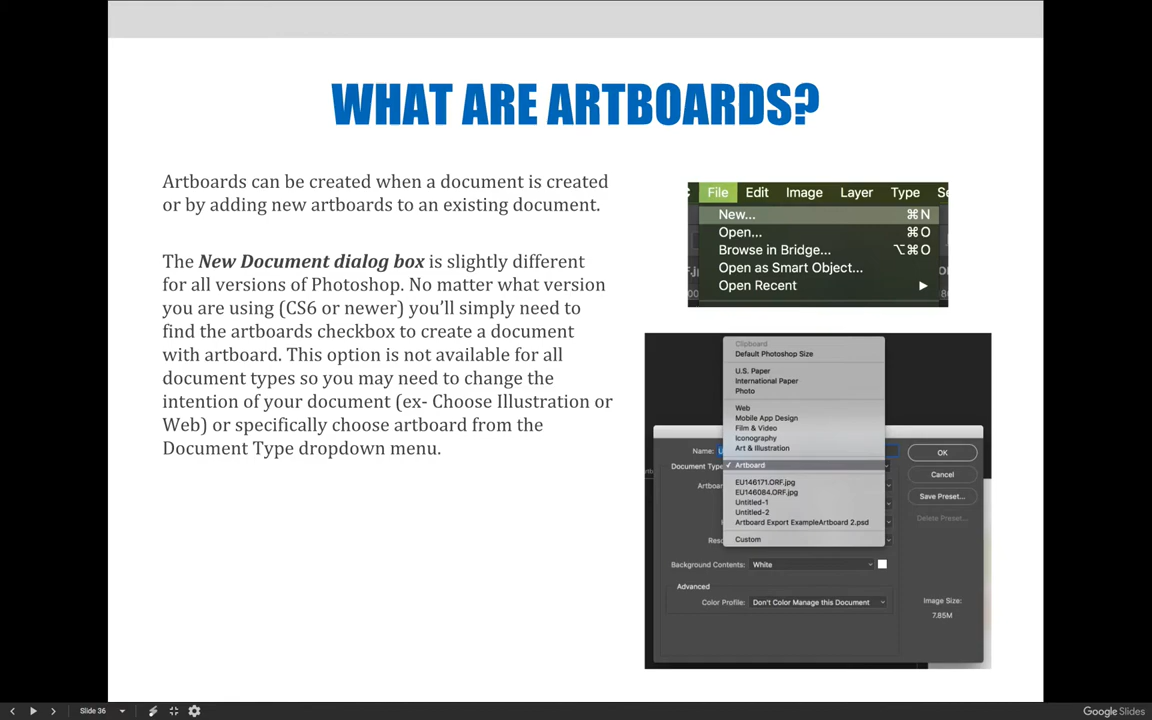 WHAT ARE ARTBOARDS?
Artboards can be created when a document is created
or by adding new artboards to an existing document.
The New Document dialog box is slightly different
for all versions of Photoshop. No matter what version
you are using (CS6 or newer) you’ll simply need to
find the artboards checkbox to create a document
with artboard. This option is not available for all
document types so you may need to change the
intention of your document (ex- Choose Illustration or
Web) or specifically choose artboard from the
Document Type dropdown menu.
File Edit Image Layer Type
New... ⌘N
Open... ⌘O
Browse in Bridge... ⌥⌘O
Open as Smart Object...
Open Recent ▶
Clipboard
Default Photoshop Size
U.S. Paper
International Paper
Photo
Web
Mobile App Design
Film & Video
Iconography
Art & Illustration
Name:
OK
Document Type
✓ Artboard
Cancel
EU146171.ORF.jpg
EU146084.ORF.jpg
Save Preset...
Untitled-1
Untitled-2
Artboard Export ExampleArtboard 2.psd
Delete Preset...
Custom
Background Contents: White
Advanced
Color Profile: Don't Color Manage this Document
Image Size:
7.85M
Slide 36
Google Slides